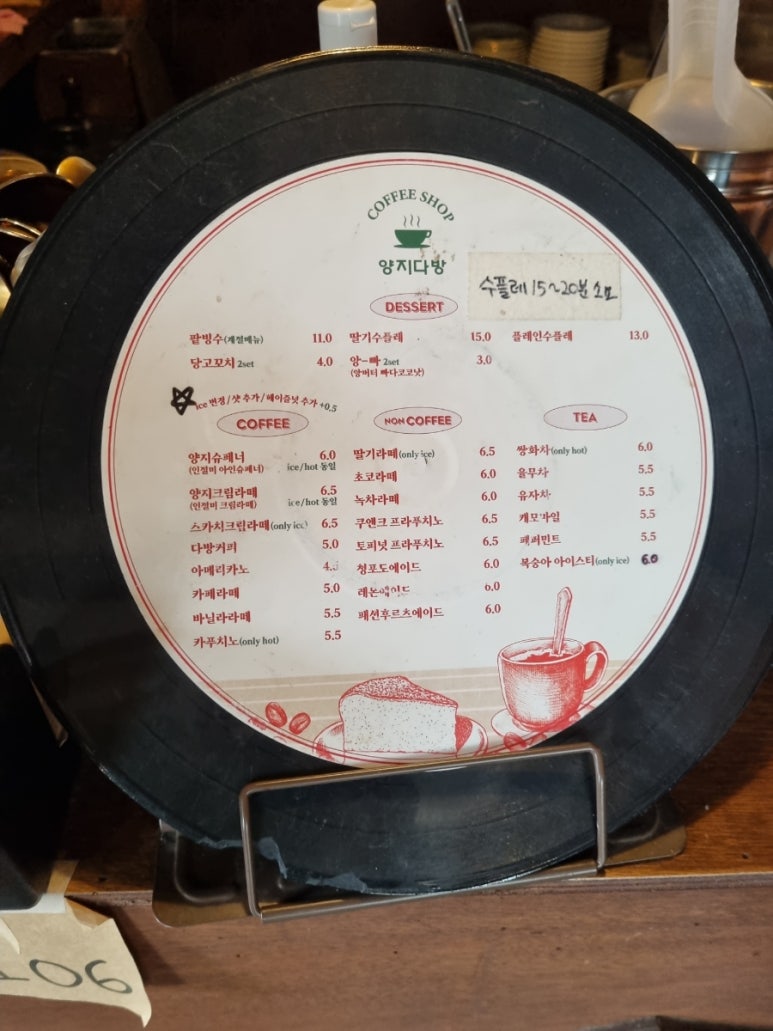 COFFEE SHOP
양지다방
수플레 15~20분 소요
DESSERT
팥빙수(계절메뉴) 11.0
딸기수플레 15.0
플레인수플레 13.0
당고꼬치 2set 4.0
앙-빠 2set 3.0
(앙버터 빠다코코낫)
ice 변경 / 샷 추가 / 헤이즐넛 추가 +0.5
COFFEE
양지슈페너 6.0
(인절미 아인슈페너) ice/hot 동일
양지크림라떼 6.5
(인절미 크림라떼) ice/hot 동일
스카치크림라떼(only ice) 6.5
다방커피 5.0
아메리카노
카페라떼 5.0
바닐라라떼 5.5
카푸치노(only hot) 5.5
NON COFFEE
딸기라떼(only ice) 6.5
초코라떼 6.0
녹차라떼 6.0
쿠앤크 프라푸치노 6.5
토피넛 프라푸치노 6.5
청포도에이드 6.0
레몬에이드 6.0
패션후르츠에이드 6.0
TEA
쌍화차(only hot) 6.0
율무차 5.5
유자차 5.5
캐모마일 5.5
페퍼민트 5.5
복숭아 아이스티(only ice) 6.0
106